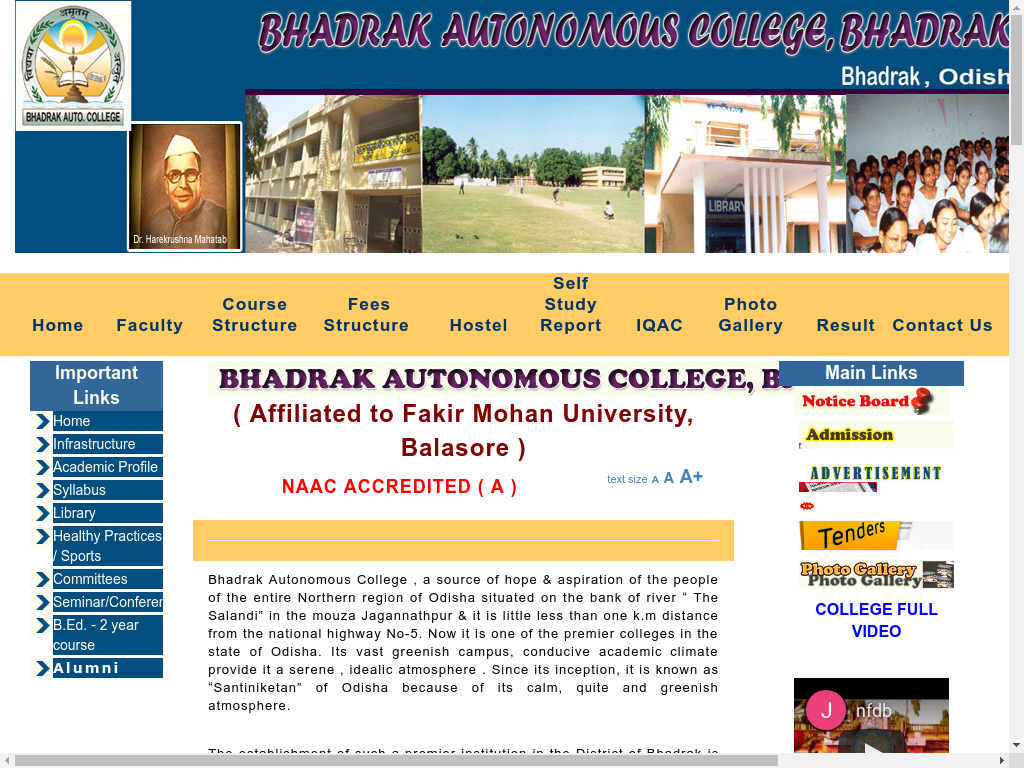 BHADRAK AUTONOMOUS COLLEGE, BHADRAK
Bhadrak, Odish
अमृतम्
BHADRAK AUTO. COLLEGE
Dr. Harekrushna Mahatab
LIBRARY
Home
Faculty
Course Structure
Fees Structure
Hostel
Self Study Report
IQAC
Photo Gallery
Result
Contact Us
Important
Links
Home
Infrastructure
Academic Profile
Syllabus
Library
Healthy Practices
/ Sports
Committees
Seminar/Conferen
B.Ed. - 2 year
course
Alumni
BHADRAK AUTONOMOUS COLLEGE, B
( Affiliated to Fakir Mohan University,
Balasore )
NAAC ACCREDITED ( A )
text size A A A+
Bhadrak Autonomous College , a source of hope & aspiration of the people
of the entire Northern region of Odisha situated on the bank of river “ The
Salandi” in the mouza Jagannathpur & it is little less than one k.m distance
from the national highway No-5. Now it is one of the premier colleges in the
state of Odisha. Its vast greenish campus, conducive academic climate
provide it a serene , idealic atmosphere . Since its inception, it is known as
“Santiniketan” of Odisha because of its calm, quite and greenish
atmosphere.
The establishment of such a premier institution in the District of Bhadrak is
Main Links
Notice Board
Admission
ADVERTISEMENT
Tenders
Photo Gallery
Photo Gallery
COLLEGE FULL
VIDEO
J nfdb